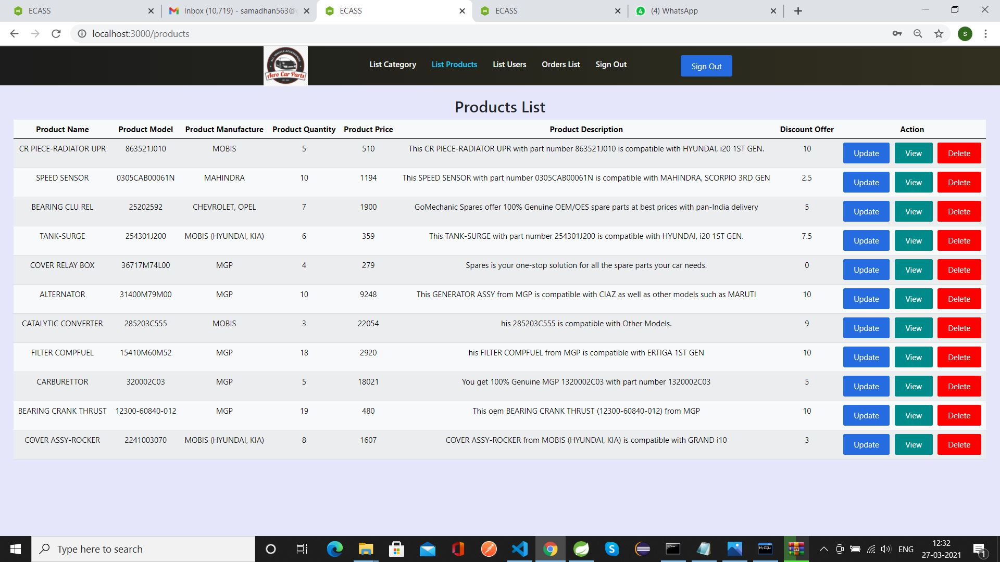 ECASS
Inbox (10,719) - samadhan563@
ECASS
ECASS
4
(4) WhatsApp
localhost:3000/products
s
ALL VEHICLE ACCESSORIES
Aero Car Parts
List Category List Products List Users Orders List Sign Out Sign Out
Products List
Product Name Product Model Product Manufacture Product Quantity Product Price Product Description Discount Offer Action
CR PIECE-RADIATOR UPR 863521J010 MOBIS 5 510 This CR PIECE-RADIATOR UPR with part number 863521J010 is compatible with HYUNDAI, i20 1ST GEN. 10 Update View Delete
SPEED SENSOR 0305CAB00061N MAHINDRA 10 1194 This SPEED SENSOR with part number 0305CAB00061N is compatible with MAHINDRA, SCORPIO 3RD GEN 2.5 Update View Delete
BEARING CLU REL 25202592 CHEVROLET, OPEL 7 1900 GoMechanic Spares offer 100% Genuine OEM/OES spare parts at best prices with pan-India delivery 5 Update View Delete
TANK-SURGE 254301J200 MOBIS (HYUNDAI, KIA) 6 359 This TANK-SURGE with part number 254301J200 is compatible with HYUNDAI, i20 1ST GEN. 7.5 Update View Delete
COVER RELAY BOX 36717M74L00 MGP 4 279 Spares is your one-stop solution for all the spare parts your car needs. 0 Update View Delete
ALTERNATOR 31400M79M00 MGP 10 9248 This GENERATOR ASSY from MGP is compatible with CIAZ as well as other models such as MARUTI 10 Update View Delete
CATALYTIC CONVERTER 285203C555 MOBIS 3 22054 his 285203C555 is compatible with Other Models. 9 Update View Delete
FILTER COMPFUEL 15410M60M52 MGP 18 2920 his FILTER COMPFUEL from MGP is compatible with ERTIGA 1ST GEN 10 Update View Delete
CARBURETTOR 320002C03 MGP 5 18021 You get 100% Genuine MGP 1320002C03 with part number 1320002C03 5 Update View Delete
BEARING CRANK THRUST 12300-60840-012 MGP 19 480 This oem BEARING CRANK THRUST (12300-60840-012) from MGP 10 Update View Delete
COVER ASSY-ROCKER 2241003070 MOBIS (HYUNDAI, KIA) 8 1607 COVER ASSY-ROCKER from MOBIS (HYUNDAI, KIA) is compatible with GRAND i10 3 Update View Delete
Type here to search
MySQL
ENG
12:32
27-03-2021
1